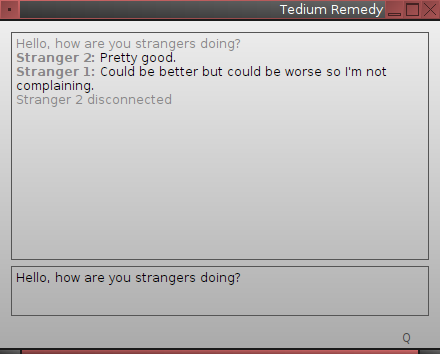 Tedium Remedy
Hello, how are you strangers doing?
Stranger 2: Pretty good.
Stranger 1: Could be better but could be worse so I'm not
complaining.
Stranger 2 disconnected
Hello, how are you strangers doing?
Q